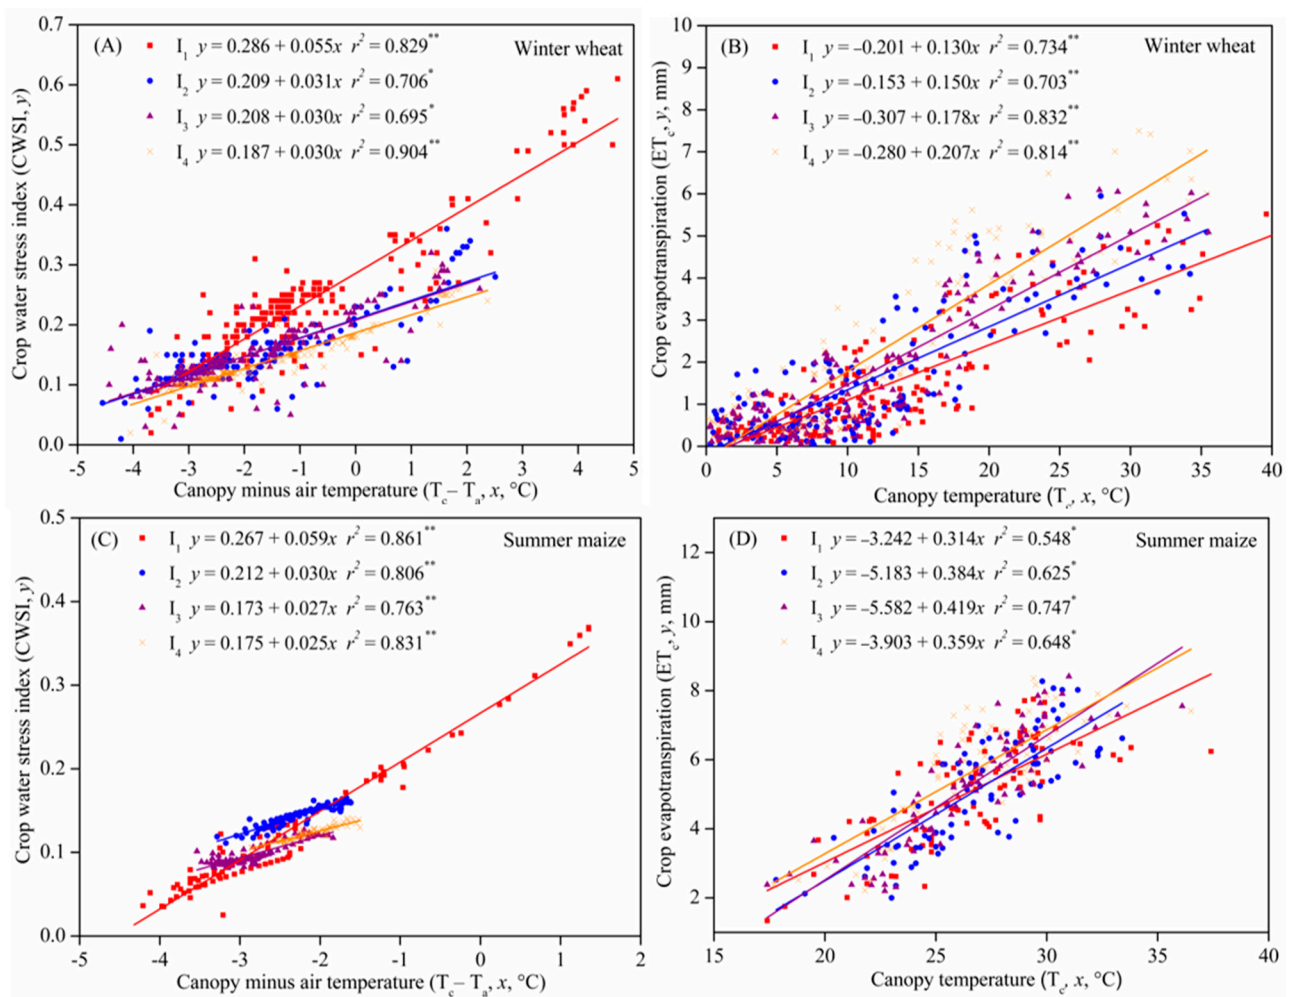 (A) I1 y = 0.286 + 0.055x r² = 0.829**
Winter wheat
I2 y = 0.209 + 0.031x r² = 0.706*
I3 y = 0.208 + 0.030x r² = 0.695*
I4 y = 0.187 + 0.030x r² = 0.904**
Crop water stress index (CWSI, y)
0.7
0.6
0.5
0.4
0.3
0.2
0.1
0.0
-5 -4 -3 -2 -1 0 1 2 3 4 5
Canopy minus air temperature (Tc– Ta, x, °C)
(B) I1 y = –0.201 + 0.130x r² = 0.734**
Winter wheat
I2 y = –0.153 + 0.150x r² = 0.703**
I3 y = –0.307 + 0.178x r² = 0.832**
I4 y = –0.280 + 0.207x r² = 0.814**
Crop evapotranspiration (ETc, y, mm)
10
9
8
7
6
5
4
3
2
1
0
0 5 10 15 20 25 30 35 40
Canopy temperature (Tc, x, °C)
(C) I1 y = 0.267 + 0.059x r² = 0.861**
Summer maize
I2 y = 0.212 + 0.030x r² = 0.806**
I3 y = 0.173 + 0.027x r² = 0.763**
I4 y = 0.175 + 0.025x r² = 0.831**
Crop water stress index (CWSI, y)
0.5
0.4
0.3
0.2
0.1
0.0
-5 -4 -3 -2 -1 0 1 2
Canopy minus air temperature (Tc– Ta, x, °C)
(D) I1 y = –3.242 + 0.314x r² = 0.548*
Summer maize
I2 y = –5.183 + 0.384x r² = 0.625*
I3 y = –5.582 + 0.419x r² = 0.747*
I4 y = –3.903 + 0.359x r² = 0.648*
Crop evapotranspiration (ETc, y, mm)
12
10
8
6
4
2
15 20 25 30 35 40
Canopy temperature (Tc, x, °C)